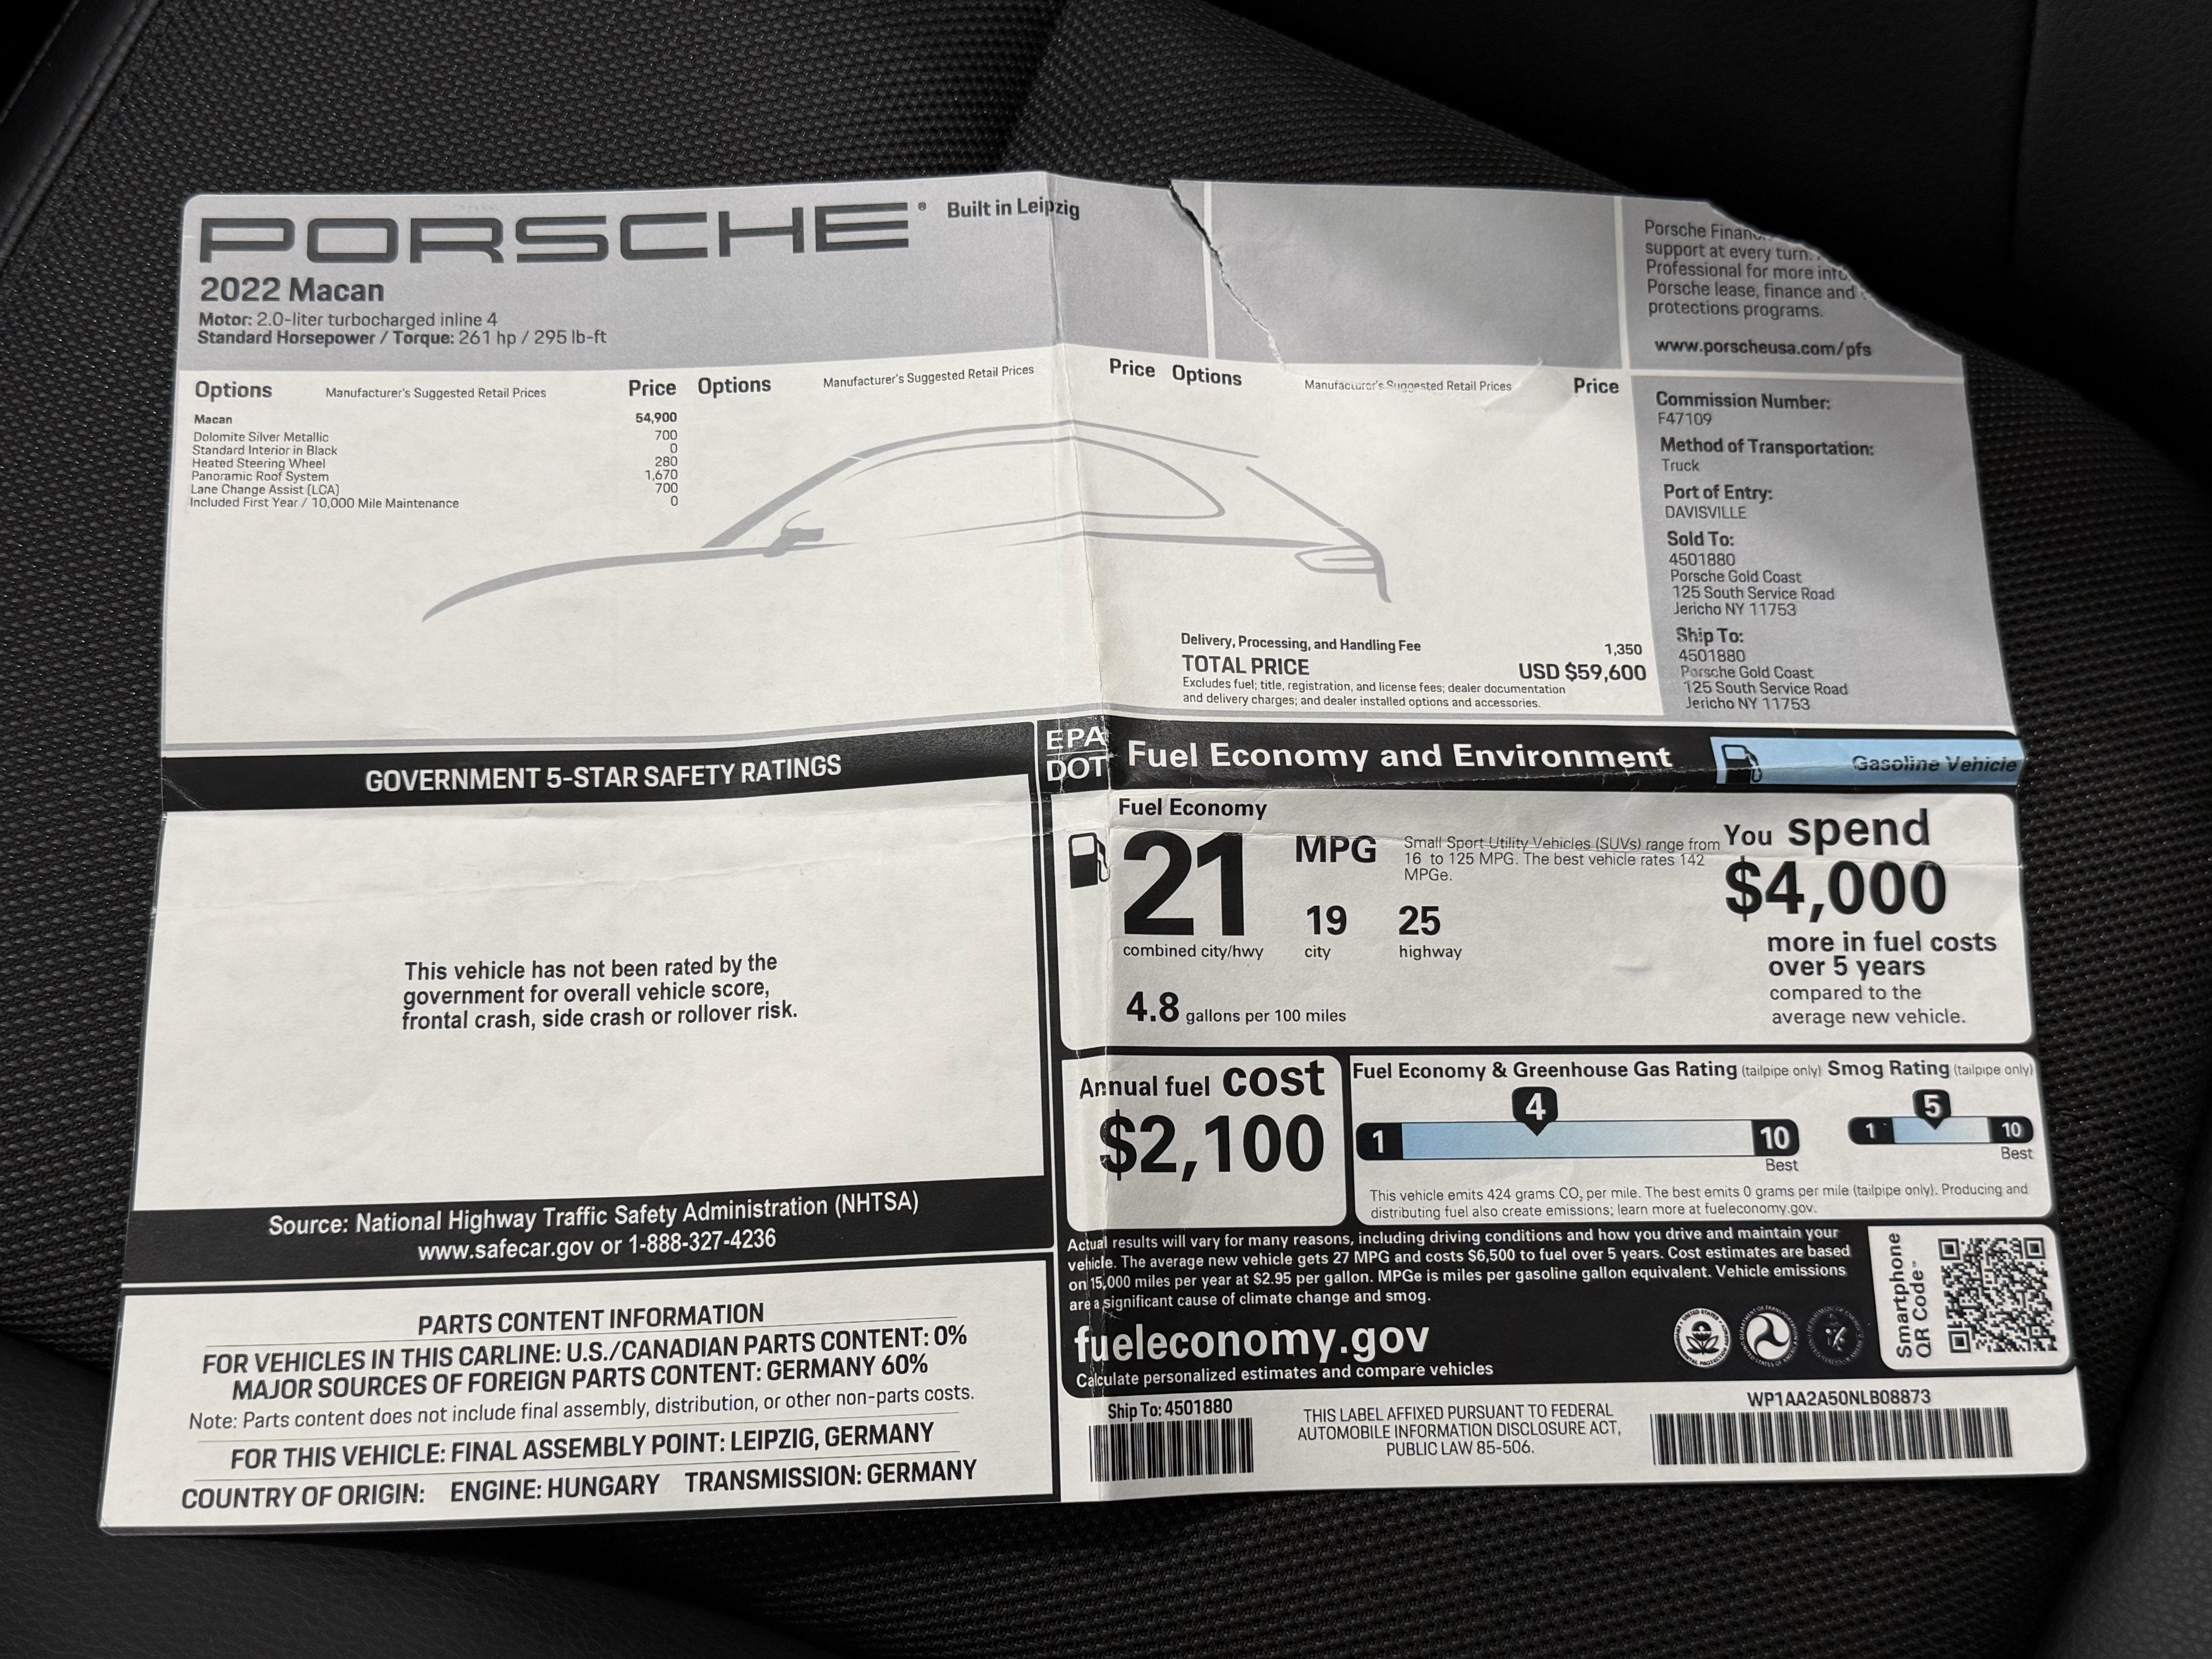 PORSCHE® Built in Leipzig
2022 Macan
Motor: 2.0-liter turbocharged inline 4
Standard Horsepower / Torque: 261 hp / 295 lb-ft
Porsche
support at every turn.
Professional for more
Porsche lease, finance and
protections programs.
www.porscheusa.com/pfs
Options Manufacturer's Suggested Retail Prices Price Options Manufacturer's Suggested Retail Prices Price Options Manufacturer's Suggested Retail Prices Price
Macan 54,900
Dolomite Silver Metallic 700
Standard Interior in Black 0
Heated Steering Wheel 280
Panoramic Roof System 1,670
Lane Change Assist (LCA) 700
Included First Year / 10,000 Mile Maintenance 0
Delivery, Processing, and Handling Fee 1,350
TOTAL PRICE USD $59,600
Excludes fuel; title, registration, and license fees; dealer documentation
and delivery charges; and dealer installed options and accessories.
Commission Number:
F47109
Method of Transportation:
Truck
Port of Entry:
DAVISVILLE
Sold To:
4501880
Porsche Gold Coast
125 South Service Road
Jericho NY 11753
Ship To:
4501880
Porsche Gold Coast
125 South Service Road
Jericho NY 11753
GOVERNMENT 5-STAR SAFETY RATINGS
This vehicle has not been rated by the
government for overall vehicle score,
frontal crash, side crash or rollover risk.
Source: National Highway Traffic Safety Administration (NHTSA)
www.safecar.gov or 1-888-327-4236
PARTS CONTENT INFORMATION
FOR VEHICLES IN THIS CARLINE: U.S./CANADIAN PARTS CONTENT: 0%
MAJOR SOURCES OF FOREIGN PARTS CONTENT: GERMANY 60%
Note: Parts content does not include final assembly, distribution, or other non-parts costs.
FOR THIS VEHICLE: FINAL ASSEMBLY POINT: LEIPZIG, GERMANY
COUNTRY OF ORIGIN: ENGINE: HUNGARY TRANSMISSION: GERMANY
EPA
DOT
Fuel Economy and Environment
Gasoline Vehicle
Fuel Economy
21 MPG
combined city/hwy
19
city
25
highway
4.8 gallons per 100 miles
Small Sport Utility Vehicles (SUVs) range from
16 to 125 MPG. The best vehicle rates 142
MPGe.
You spend
$4,000
more in fuel costs
over 5 years
compared to the
average new vehicle.
Annual fuel cost
$2,100
Fuel Economy & Greenhouse Gas Rating (tailpipe only)
4
1 10
Best
Smog Rating (tailpipe only)
5
1 10
Best
This vehicle emits 424 grams CO2 per mile. The best emits 0 grams per mile (tailpipe only). Producing and
distributing fuel also create emissions; learn more at fueleconomy.gov.
Actual results will vary for many reasons, including driving conditions and how you drive and maintain your
vehicle. The average new vehicle gets 27 MPG and costs $6,500 to fuel over 5 years. Cost estimates are based
on 15,000 miles per year at $2.95 per gallon. MPGe is miles per gasoline gallon equivalent. Vehicle emissions
are a significant cause of climate change and smog.
fueleconomy.gov
Calculate personalized estimates and compare vehicles
Smartphone
QR Code™
Ship To: 4501880
THIS LABEL AFFIXED PURSUANT TO FEDERAL
AUTOMOBILE INFORMATION DISCLOSURE ACT,
PUBLIC LAW 85-506.
WP1AA2A50NLB08873